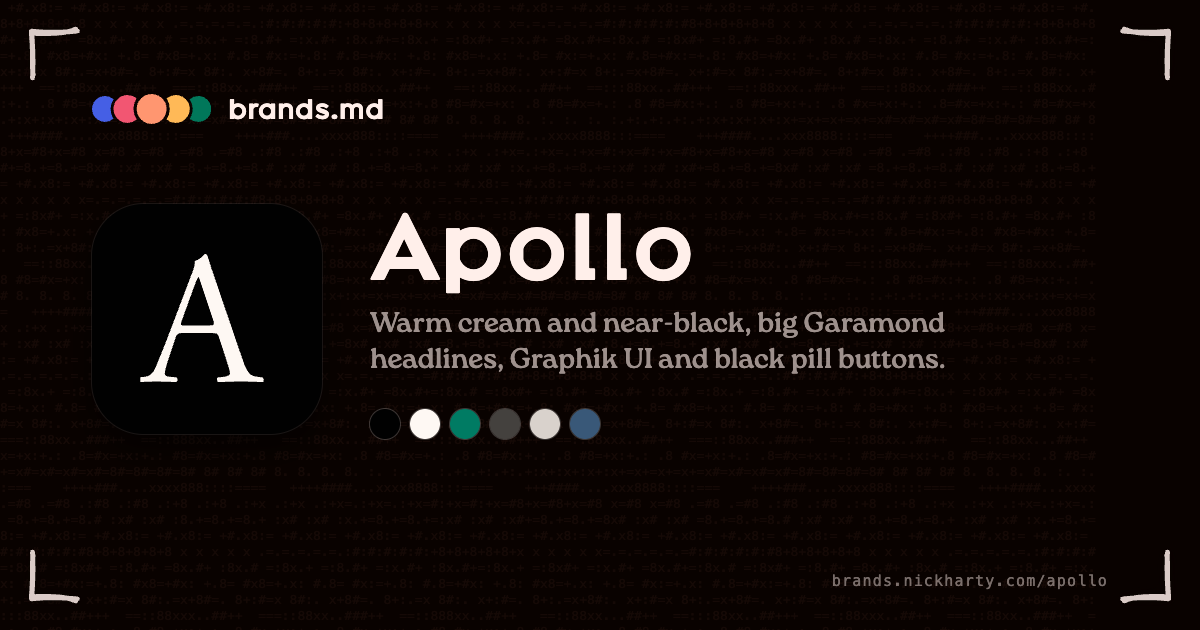 brands.md
A
Apollo
Warm cream and near-black, big Garamond
headlines, Graphik UI and black pill buttons.
brands.nickharty.com/apollo